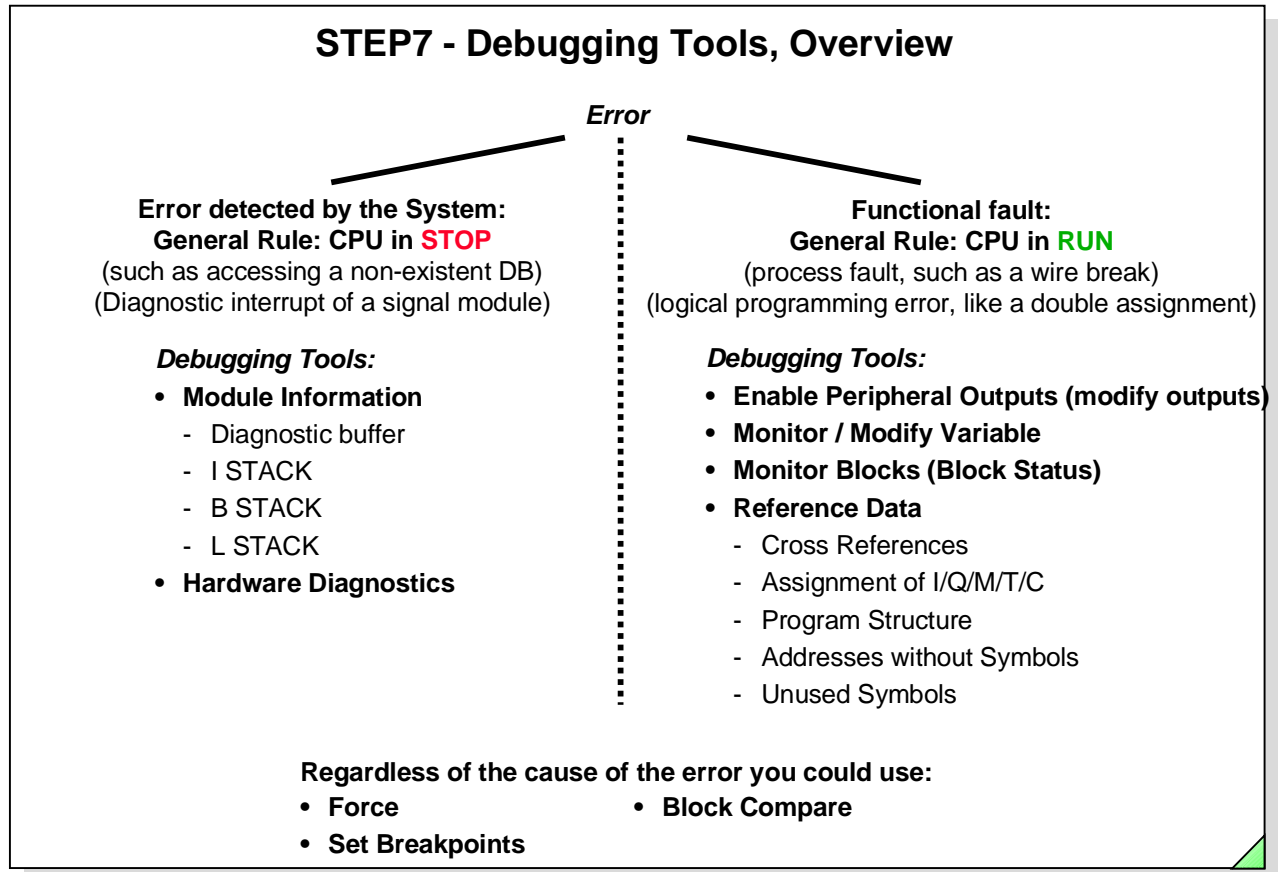 STEP7 - Debugging Tools, Overview
Error
Error detected by the System:
General Rule: CPU in STOP
(such as accessing a non-existent DB)
(Diagnostic interrupt of a signal module)
Debugging Tools:
• Module Information
- Diagnostic buffer
- I STACK
- B STACK
- L STACK
• Hardware Diagnostics
Functional fault:
General Rule: CPU in RUN
(process fault, such as a wire break)
(logical programming error, like a double assignment)
Debugging Tools:
• Enable Peripheral Outputs (modify outputs)
• Monitor / Modify Variable
• Monitor Blocks (Block Status)
• Reference Data
- Cross References
- Assignment of I/Q/M/T/C
- Program Structure
- Addresses without Symbols
- Unused Symbols
Regardless of the cause of the error you could use:
• Force
• Set Breakpoints
• Block Compare